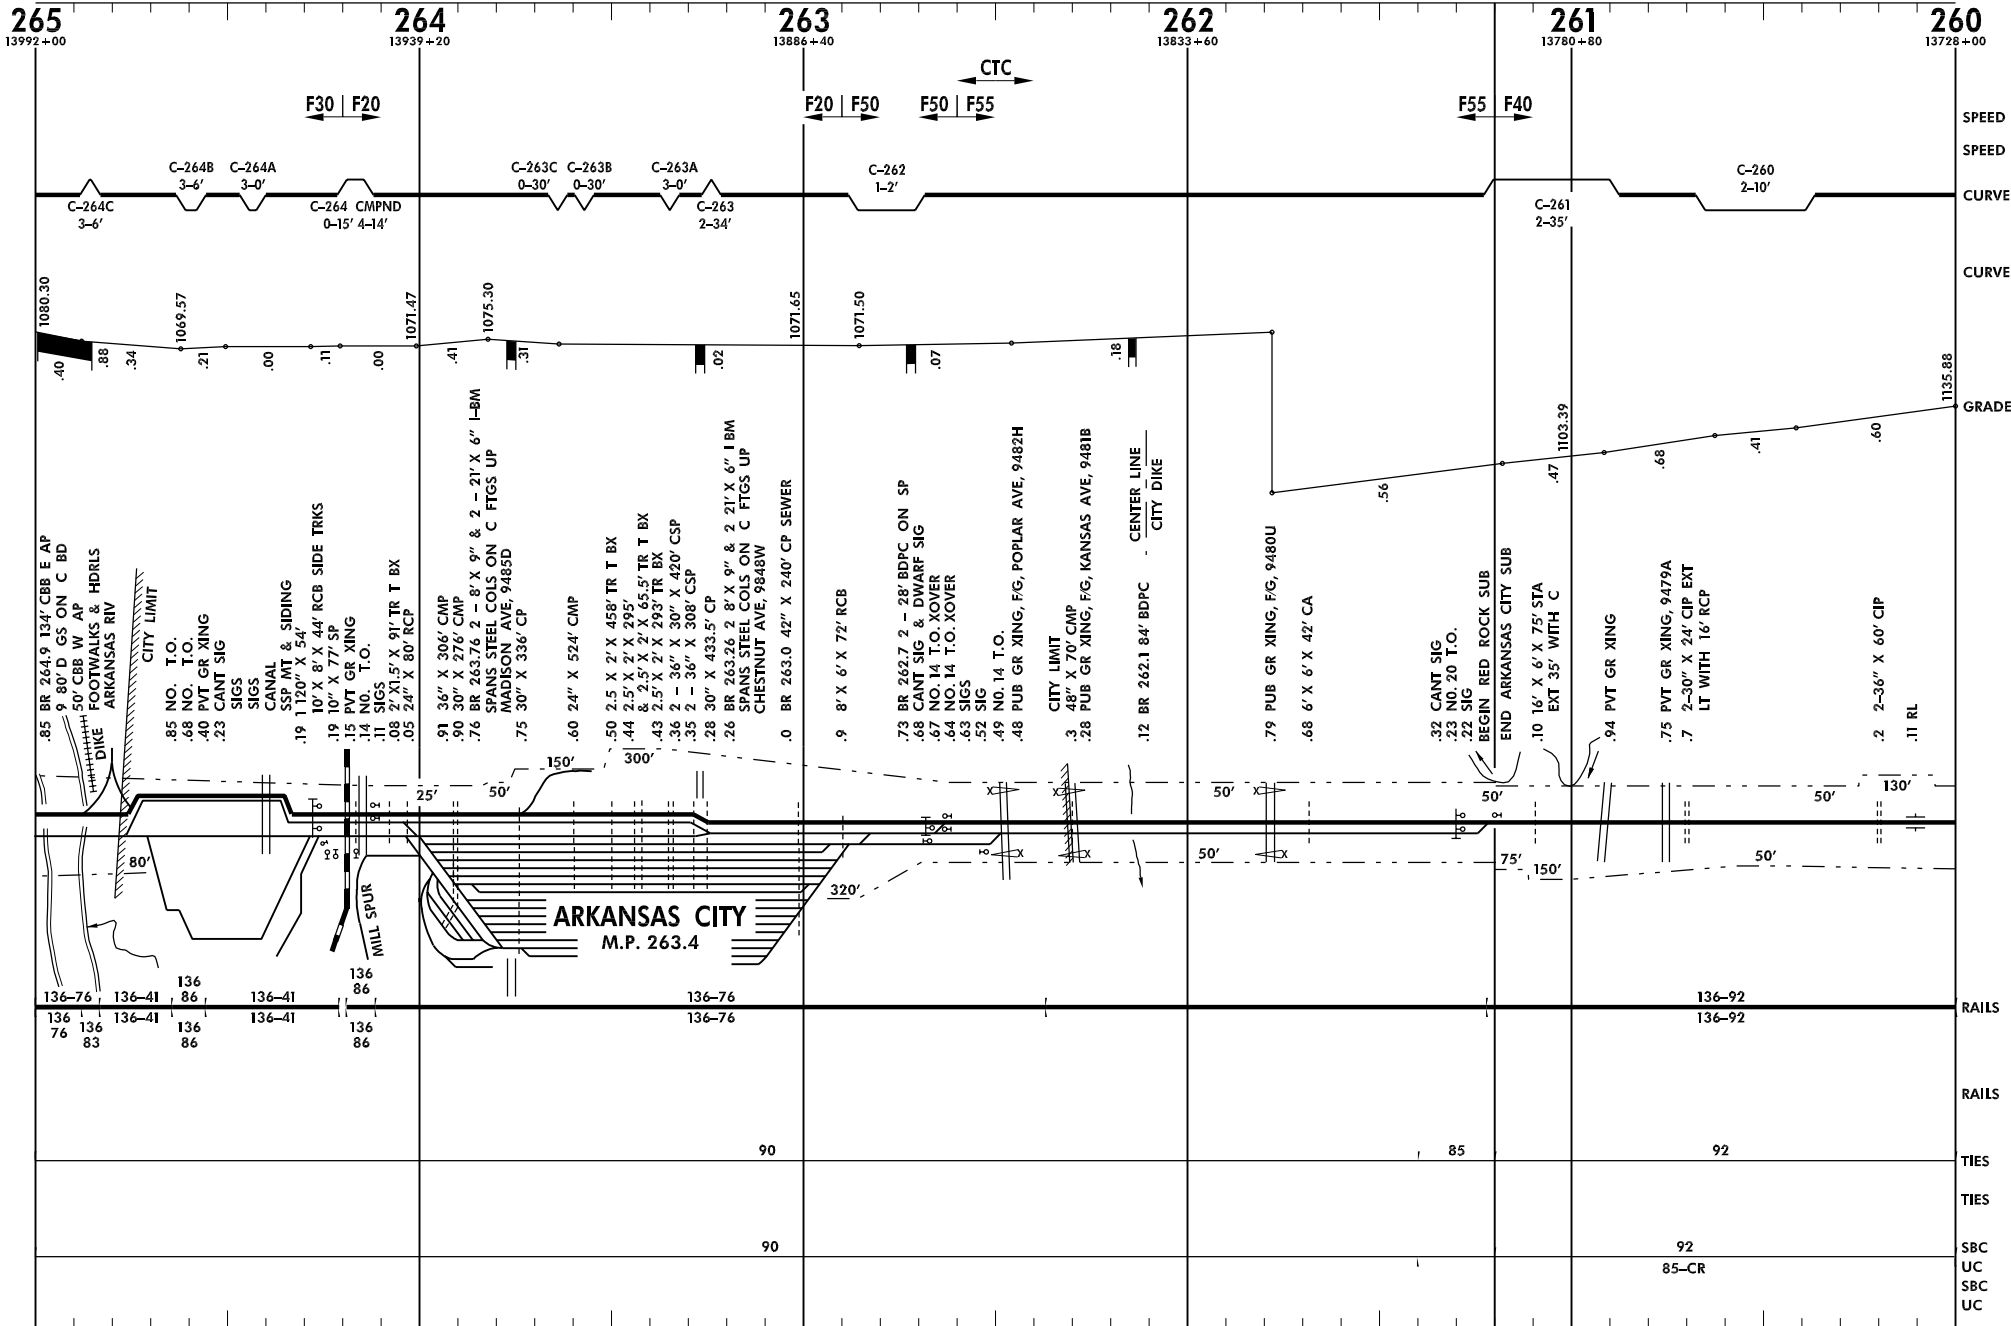 265 264 263 262 261 260
13992+00 13939+20 13886+40 13833+60 13780+80 13728+00
CTC
F30 F20 F20 F50 F50 F55 F55 F40
SPEED
SPEED
C-264B
3-6'
C-264A
3-0'
C-263C
0-30'
C-263B
0-30'
C-263A
3-0'
C-262
1-2'
C-260
2-10'
CURVE
C-264C
3-6'
C-264 CMPND
0-15' 4-14'
C-263
2-34'
C-261
2-35'
CURVE
1080.30
1069.57
1071.47
1075.30
1071.65
1071.50
1103.39
1135.88
GRADE
.40
.88
.34
.21
.00
.11
.00
.41
.31
.02
.07
.18
.56
.47
.68
.41
.60
.85 BR 264.9 134' CBB E AP
9 80' D GS ON C BD
50' CBB W AP
FOOTWALKS & HDRLS
ARKANSAS RIV
DIKE
CITY LIMIT
.85 NO. T.O.
.68 NO. T.O.
.40 PVT GR XING
.23 CANT SIG
SIGS
SIGS
CANAL
SSP MT & SIDING
.19 1 120" X 54'
10' X 8' X 44' RCB SIDE TRKS
.19 10" X 77' SP
.15 PVT GR XING
.14 NO. T.O.
.11 SIGS
.08 2' X1.5' X 91' TR T BX
.05 24" X 80' RCP
.91 36" X 306' CMP
.90 30" X 276' CMP
.76 BR 263.76 2 - 8' X 9" & 2 - 21' X 6" I-BM
SPANS STEEL COLS ON C FTGS UP
MADISON AVE, 9485D
.75 30" X 336' CP
.60 24" X 524' CMP
.50 2.5 X 2' X 458' TR T BX
.44 2.5' X 2' X 295'
& 2.5' X 2' X 65.5' TR T BX
.43 2.5' X 2' X 293' TR BX
.36 2 - 36" X 30" X 420' CSP
.35 2 - 36" X 308' CSP
.28 30" X 433.5' CP
.26 BR 263.26 2 8' X 9" & 2 21' X 6" I BM
SPANS STEEL COLS ON C FTGS UP
CHESTNUT AVE, 9848W
.0 BR 263.0 42" X 240' CP SEWER
.9 8' X 6' X 72' RCB
.73 BR 262.7 2 - 28' BDPC ON SP
.68 CANT SIG & DWARF SIG
.67 NO. 14 T.O. XOVER
.64 NO. 14 T.O. XOVER
.63 SIGS
.52 SIG
.49 NO. 14 T.O.
.48 PUB GR XING, F/G, POPLAR AVE, 9482H
CITY LIMIT
.3 48" X 70' CMP
.28 PUB GR XING, F/G, KANSAS AVE, 9481B
CENTER LINE
CITY DIKE
.12 BR 262.1 84' BDPC
.79 PUB GR XING, F/G, 9480U
.68 6' X 6' X 42' CA
.32 CANT SIG
.23 NO. 20 T.O.
.22 SIG
BEGIN RED ROCK SUB
END ARKANSAS CITY SUB
.10 16' X 6' X 75' STA
EXT 35' WITH C
.94 PVT GR XING
.75 PVT GR XING, 9479A
.7 2-30" X 24' CIP EXT
LT WITH 16' RCP
.2 2-36" X 60' CIP
.11 RL
150' 300'
25' 50' 50' 50' 50' 130'
X X X
80' X X X 50' 75' 150' 50'
320'
MILL SPUR
ARKANSAS CITY
M.P. 263.4
136-76 136-41 136 86 136-41 136 86 136-76 136-92
RAILS
136 76 136 83 136-41 136 86 136-41 136 86 136-76 136-92
RAILS
90 85 92
TIES
TIES
90 92
SBC
85-CR
UC
SBC
UC